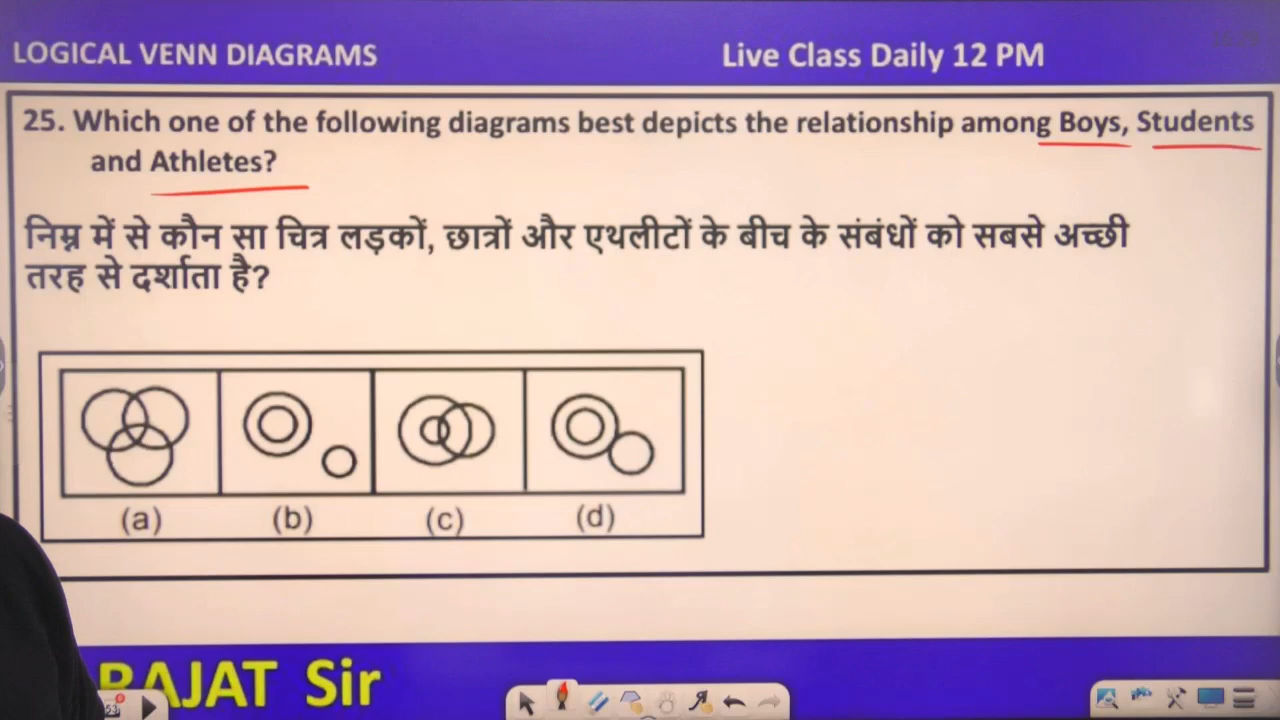 LOGICAL VENN DIAGRAMS
Live Class Daily 12 PM
25. Which one of the following diagrams best depicts the relationship among Boys, Students
and Athletes?
निम्न में से कौन सा चित्र लड़कों, छात्रों और एथलीटों के बीच के संबंधों को सबसे अच्छी
तरह से दर्शाता है?
(a) (b) (c) (d)
RAJAT Sir